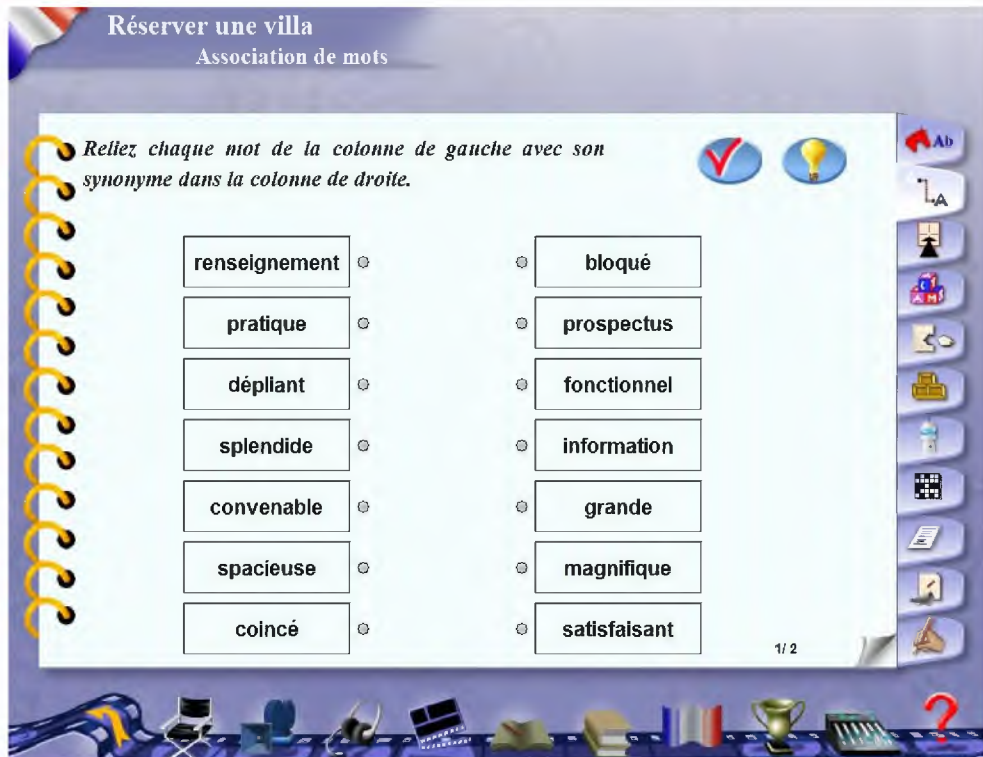 Réserver une villa
Association de mots
Reliez chaque mot de la colonne de gauche avec son
synonyme dans la colonne de droite.
Ab
A
renseignement bloqué
pratique prospectus
dépliant fonctionnel
splendide information
convenable grande
spacieuse magnifique
coincé satisfaisant
1/ 2
?